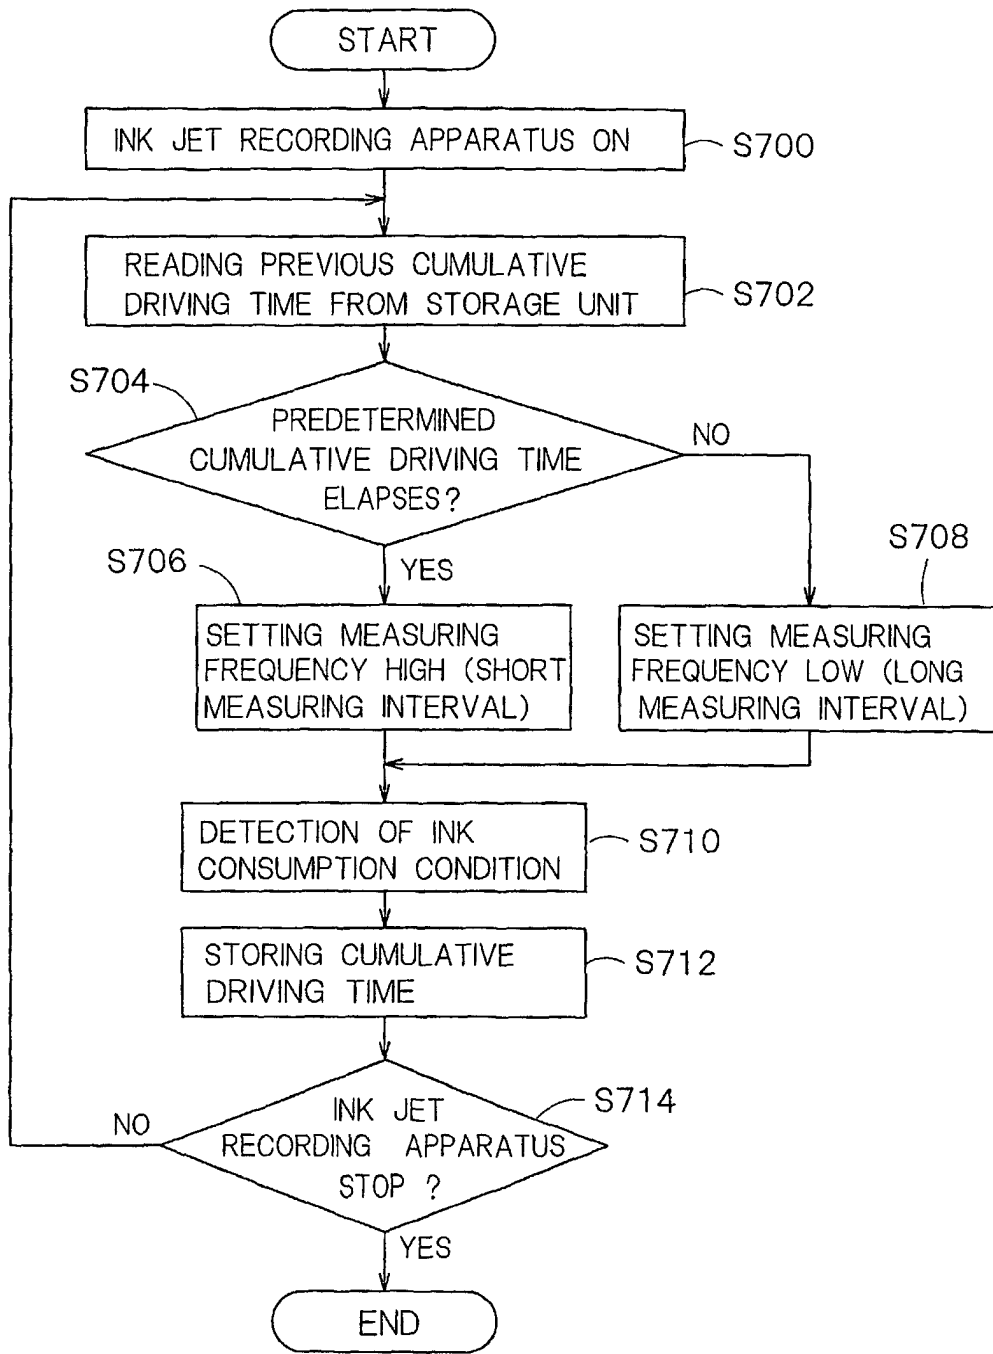 START
INK JET RECORDING APPARATUS ON
S700
READING PREVIOUS CUMULATIVE
DRIVING TIME FROM STORAGE UNIT
S702
S704
PREDETERMINED
CUMULATIVE DRIVING TIME
ELAPSES?
NO
YES
S706
SETTING MEASURING
FREQUENCY HIGH (SHORT
MEASURING INTERVAL)
S708
SETTING MEASURING
FREQUENCY LOW (LONG
MEASURING INTERVAL)
DETECTION OF INK
CONSUMPTION CONDITION
S710
STORING CUMULATIVE
DRIVING TIME
S712
INK JET
RECORDING APPARATUS
STOP ?
S714
NO
YES
END